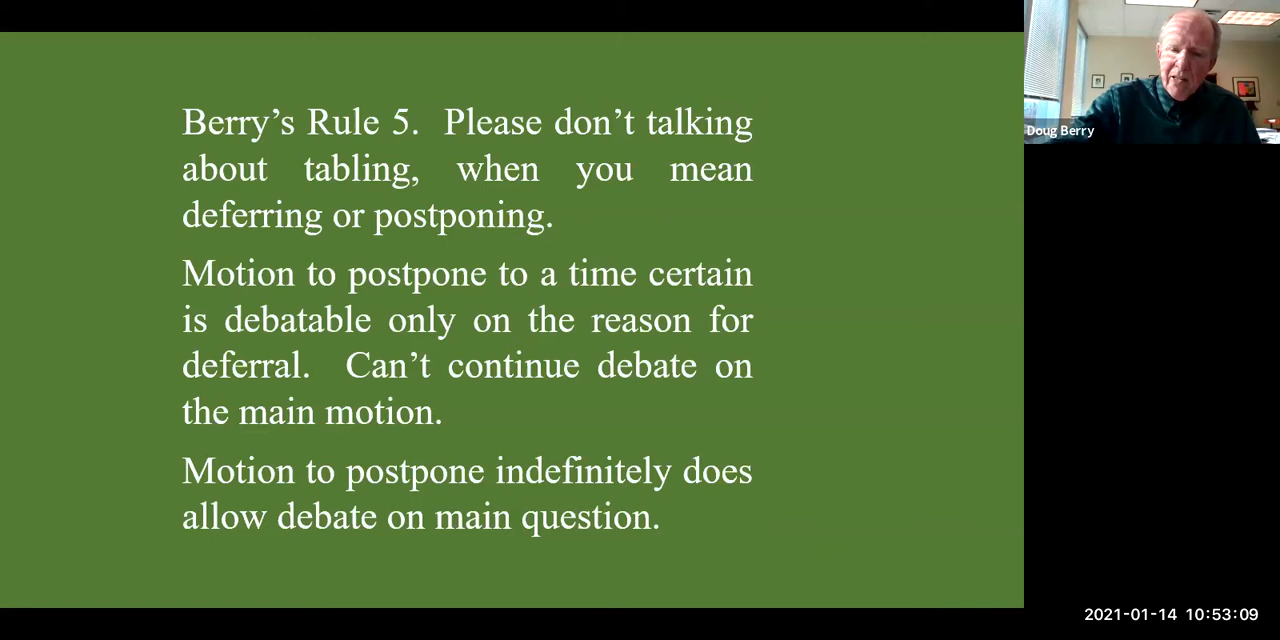 Berry’s Rule 5.  Please don’t talking
about tabling, when you mean
deferring or postponing.
Motion to postpone to a time certain
is debatable only on the reason for
deferral.  Can’t continue debate on
the main motion.
Motion to postpone indefinitely does
allow debate on main question.
Doug Berry
2021-01-14 10:53:09